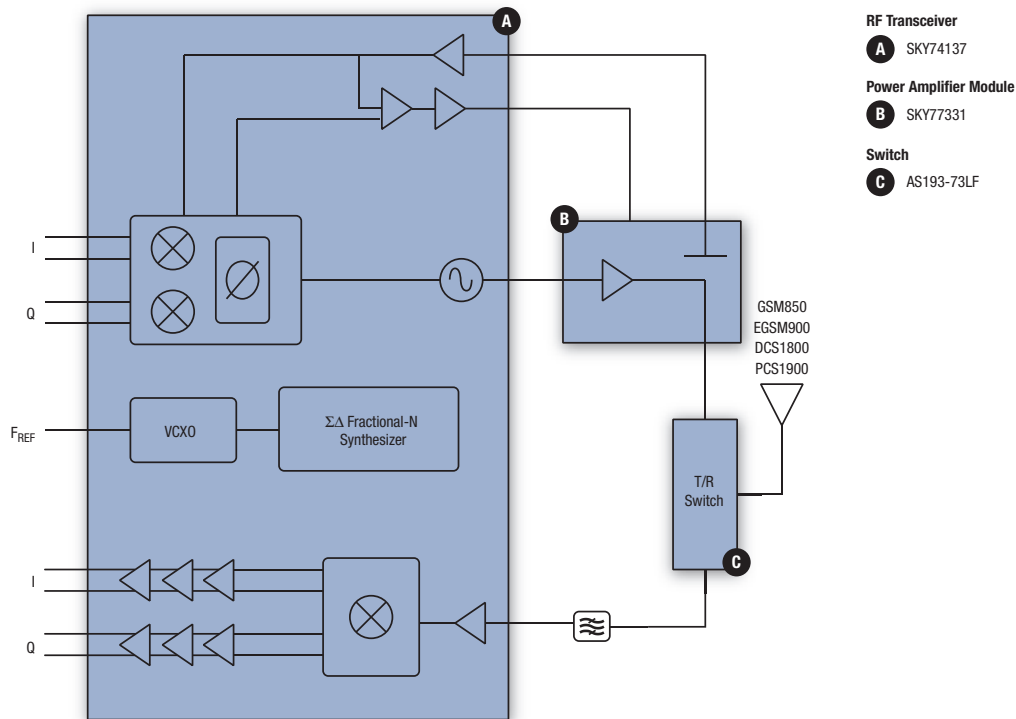 A
RF Transceiver
A SKY74137
Power Amplifier Module
B SKY77331
Switch
C AS193-73LF
B
I
Q
GSM850
EGSM900
DCS1800
PCS1900
FREF
VCXO
ΣΔ Fractional-N
Synthesizer
T/R
Switch
C
I
Q